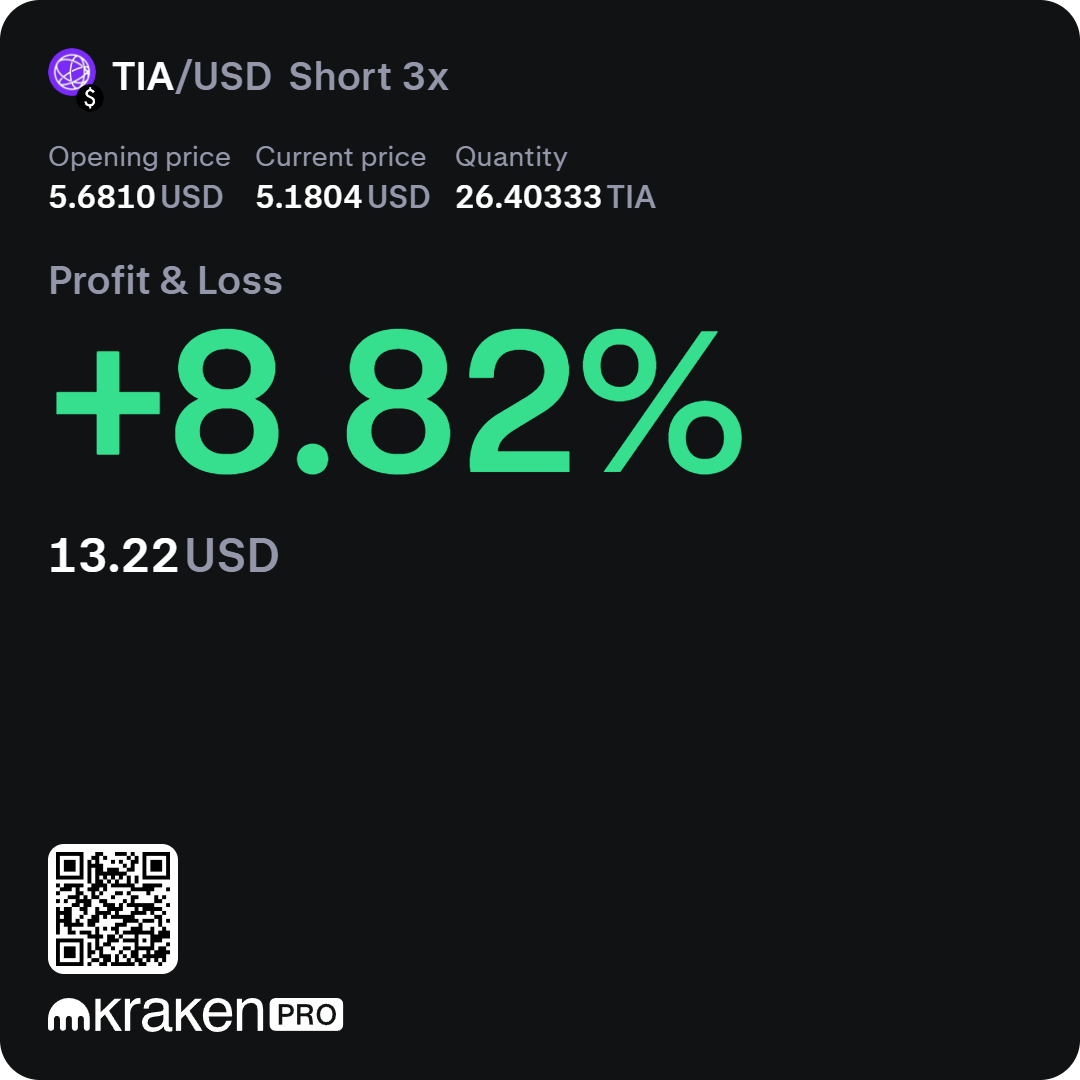 TIA/USD Short 3x
$
Opening price Current price Quantity
5.6810 USD 5.1804 USD 26.40333 TIA
Profit & Loss
+8.82%
13.22 USD
kraken PRO